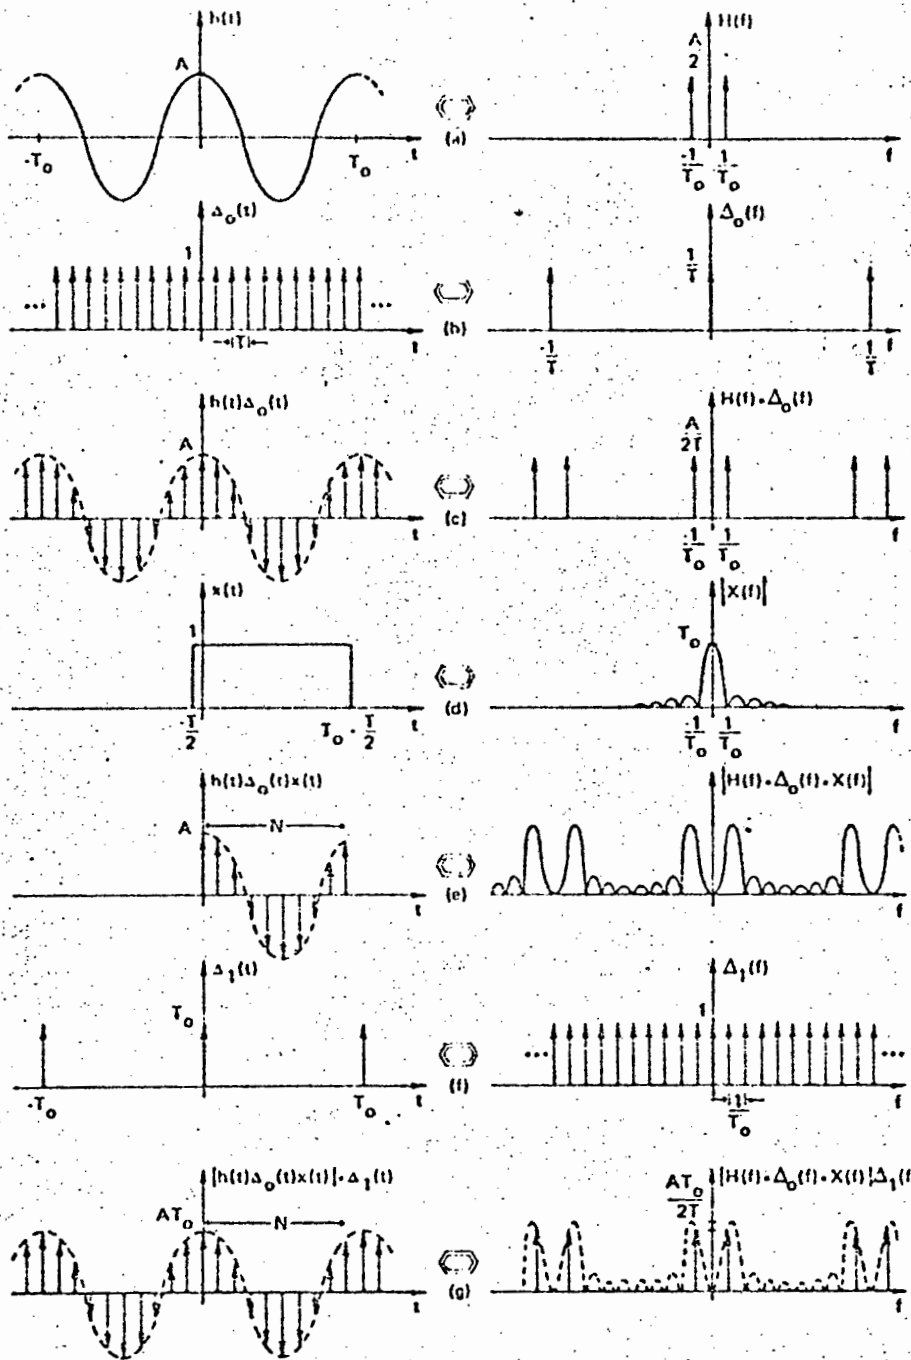 h(t) H(f)
A A/2
-T₀ T₀ t (a) -1/T₀ 1/T₀ f
Δ₀(t) Δ₀(f)
1 1/T
... ... (b)
T t -1/T 1/T f
h(t)Δ₀(t) H(f)*Δ₀(f)
A A/2T
t (c) -1/T₀ 1/T₀ f
x(t) |X(f)|
1 T₀
-T/2 T₀-T/2 t (d) -1/T₀ 1/T₀ f
h(t)Δ₀(t)x(t) |H(f)*Δ₀(f)*X(f)|
A N
t (e) f
Δ₁(t) Δ₁(f)
T₀ 1
... ...
-T₀ T₀ t (f) 1/T₀ f
[h(t)Δ₀(t)x(t)]*Δ₁(t) [H(f)*Δ₀(f)*X(f)]Δ₁(f
AT₀ N AT₀/2T
t (g) f